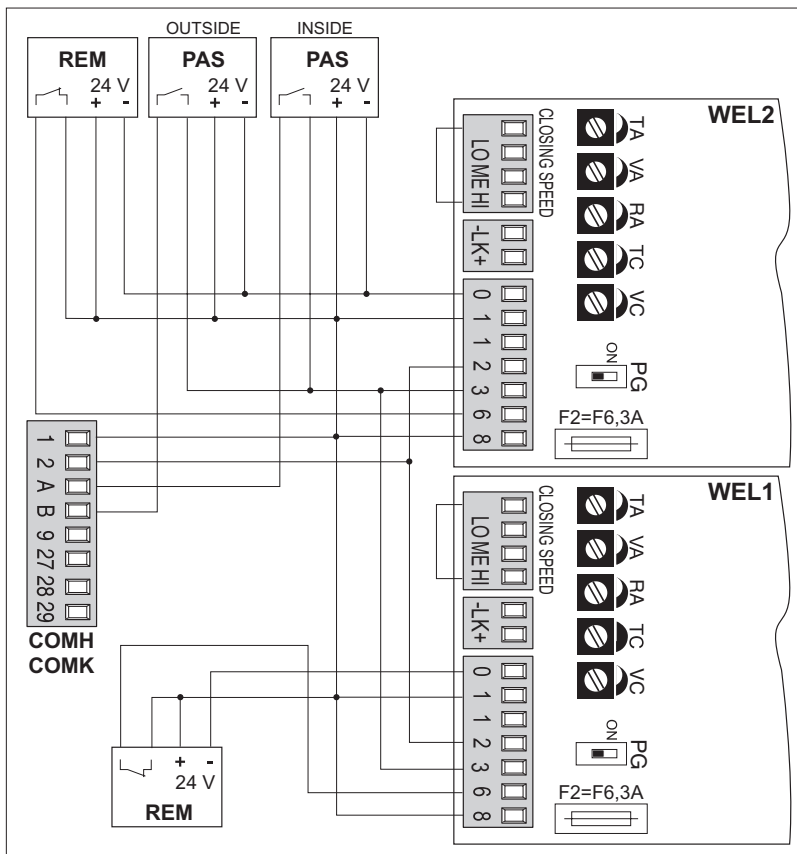 OUTSIDE
INSIDE
REM
24 V
+ -
PAS
24 V
+ -
PAS
24 V
+ -
WEL2
CLOSING SPEED
LO ME HI
-LK+
0
1
1
2
3
6
8
TA
VA
RA
TC
VC
ON
PG
F2=F6,3A
1
2
A
B
9
27
28
29
COMH
COMK
WEL1
CLOSING SPEED
LO ME HI
-LK+
0
1
1
2
3
6
8
TA
VA
RA
TC
VC
ON
PG
F2=F6,3A
+ -
24 V
REM